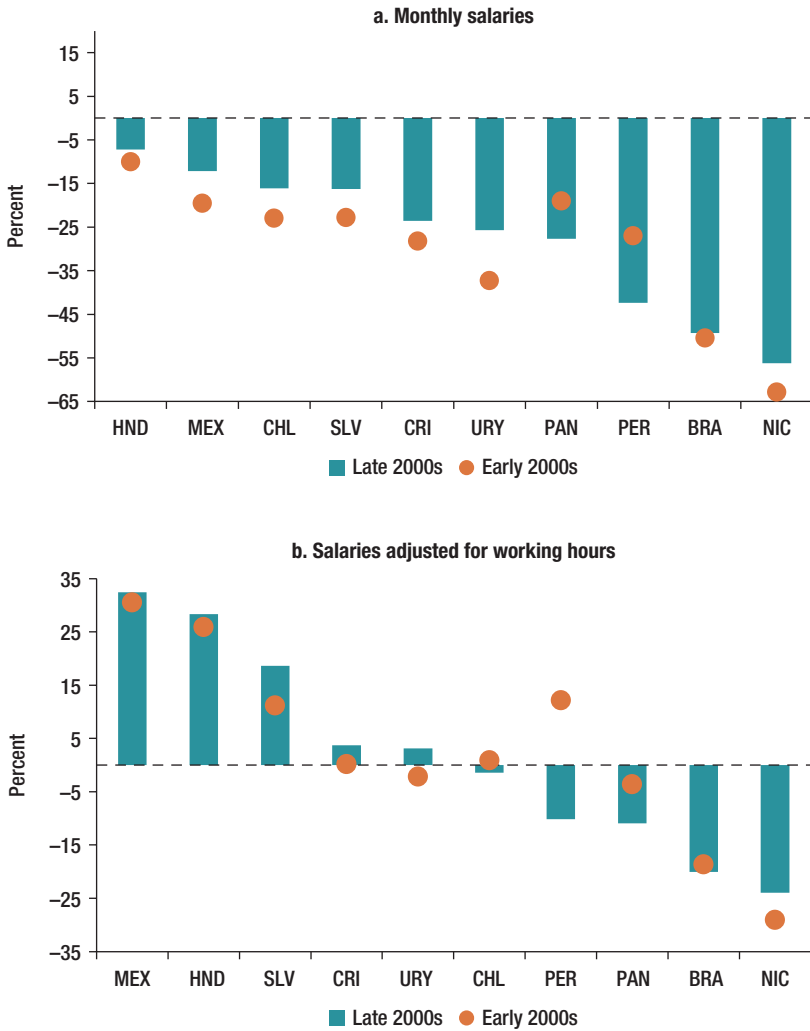 a. Monthly salaries
15
5
–5
–15
–25
–35
–45
–55
–65
Percent
HND MEX CHL SLV CRI URY PAN PER BRA NIC
Late 2000s Early 2000s
b. Salaries adjusted for working hours
35
25
15
5
–5
–15
–25
–35
Percent
MEX HND SLV CRI URY CHL PER PAN BRA NIC
Late 2000s Early 2000s